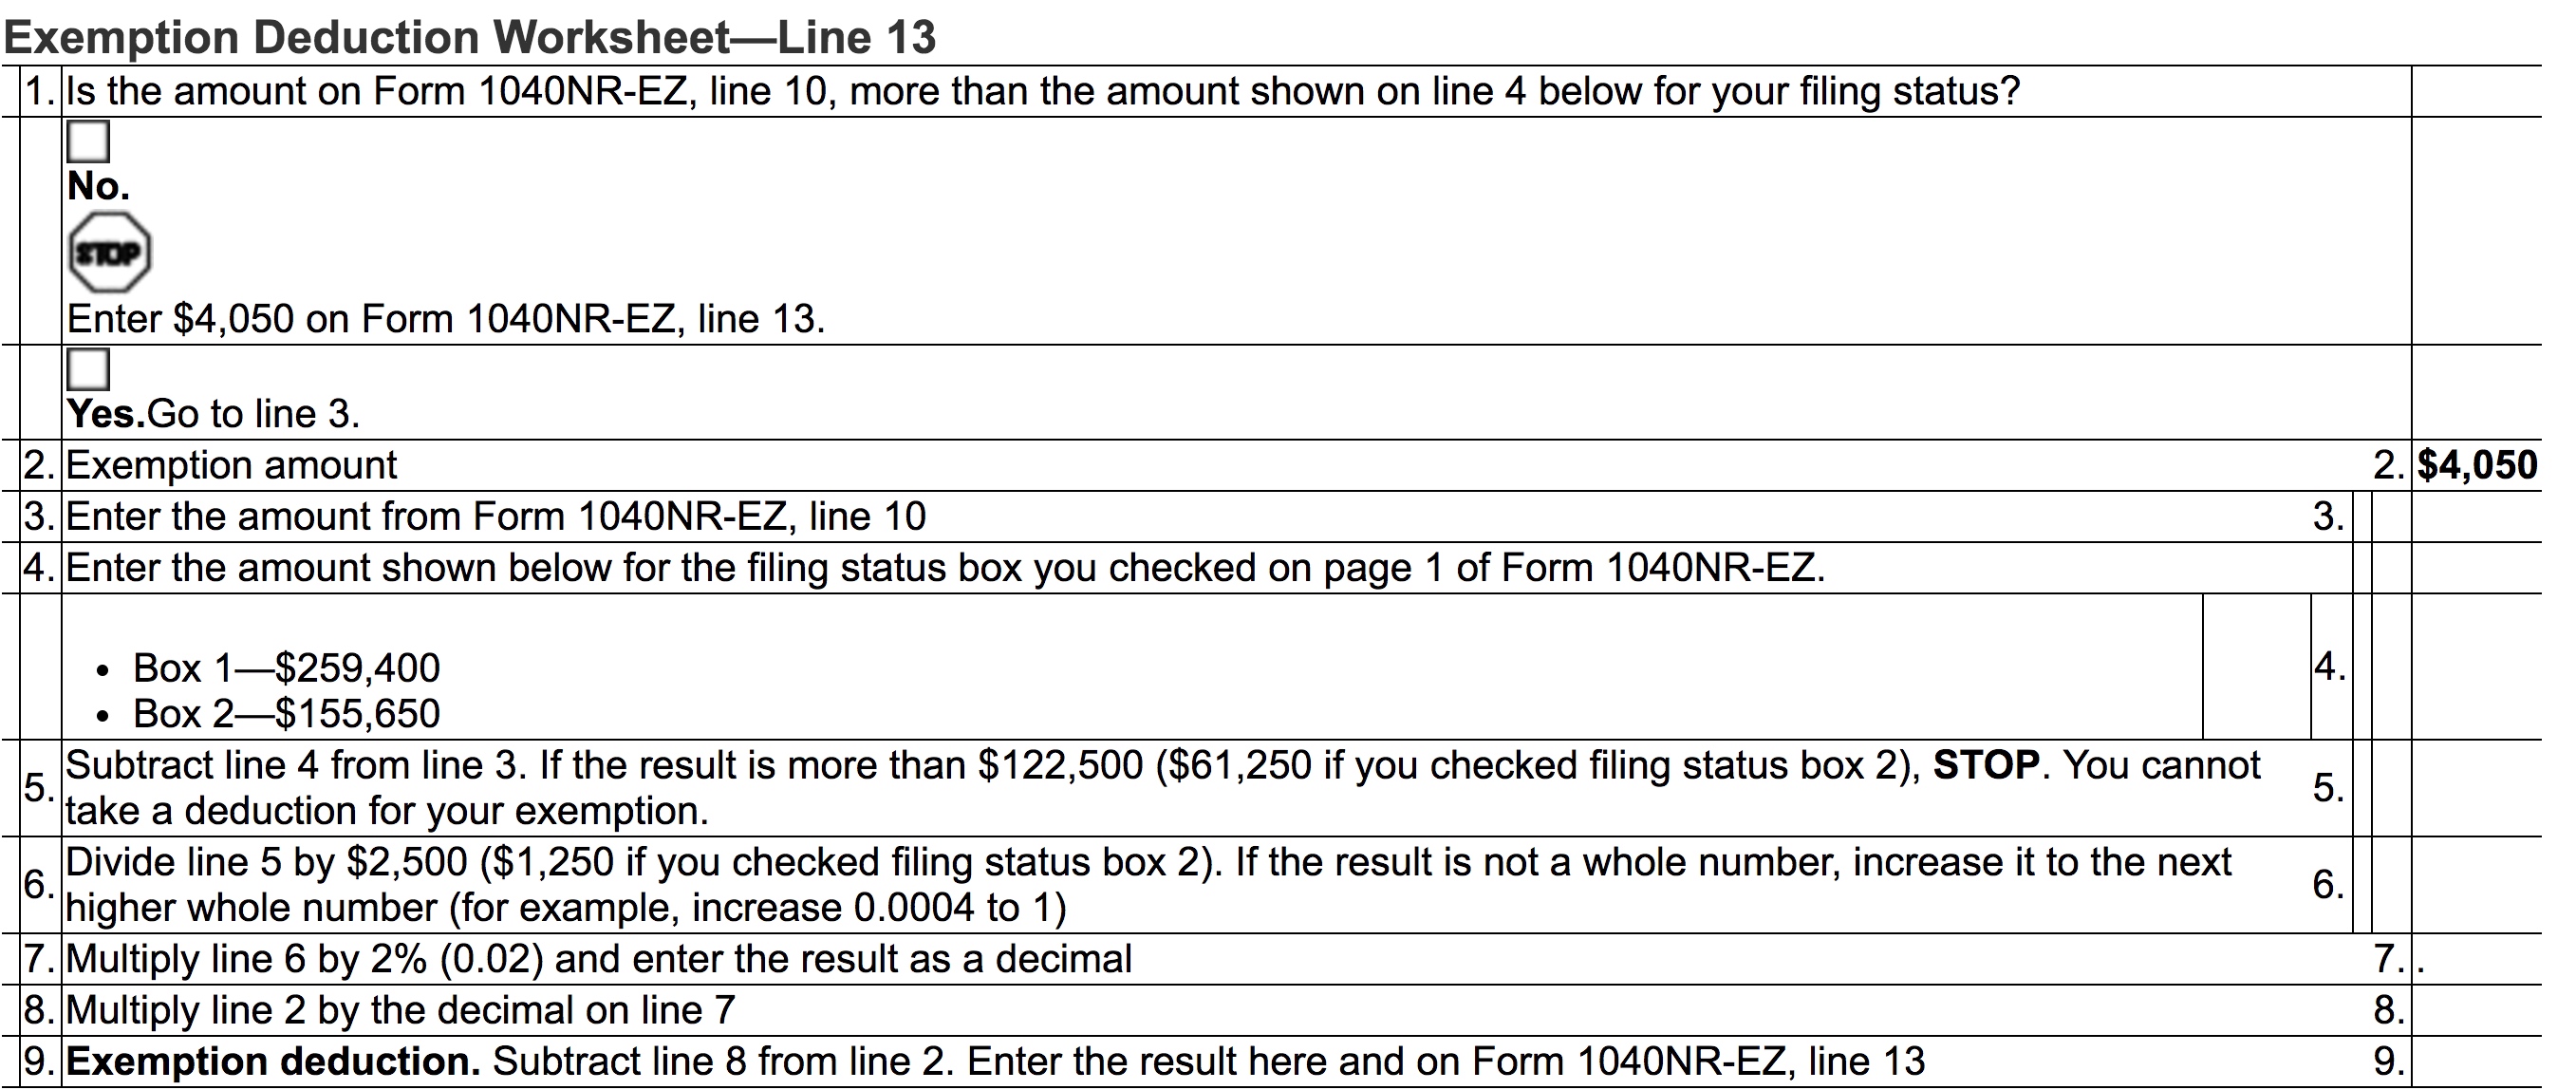 Exemption Deduction Worksheet—Line 13
1. Is the amount on Form 1040NR-EZ, line 10, more than the amount shown on line 4 below for your filing status?
No.
STOP
Enter $4,050 on Form 1040NR-EZ, line 13.
Yes.Go to line 3.
2. Exemption amount 2. $4,050
3. Enter the amount from Form 1040NR-EZ, line 10 3.
4. Enter the amount shown below for the filing status box you checked on page 1 of Form 1040NR-EZ.
• Box 1—$259,400
4.
• Box 2—$155,650
5. Subtract line 4 from line 3. If the result is more than $122,500 ($61,250 if you checked filing status box 2), STOP. You cannot
take a deduction for your exemption. 5.
6. Divide line 5 by $2,500 ($1,250 if you checked filing status box 2). If the result is not a whole number, increase it to the next
higher whole number (for example, increase 0.0004 to 1) 6.
7. Multiply line 6 by 2% (0.02) and enter the result as a decimal 7. .
8. Multiply line 2 by the decimal on line 7 8.
9. Exemption deduction. Subtract line 8 from line 2. Enter the result here and on Form 1040NR-EZ, line 13 9.